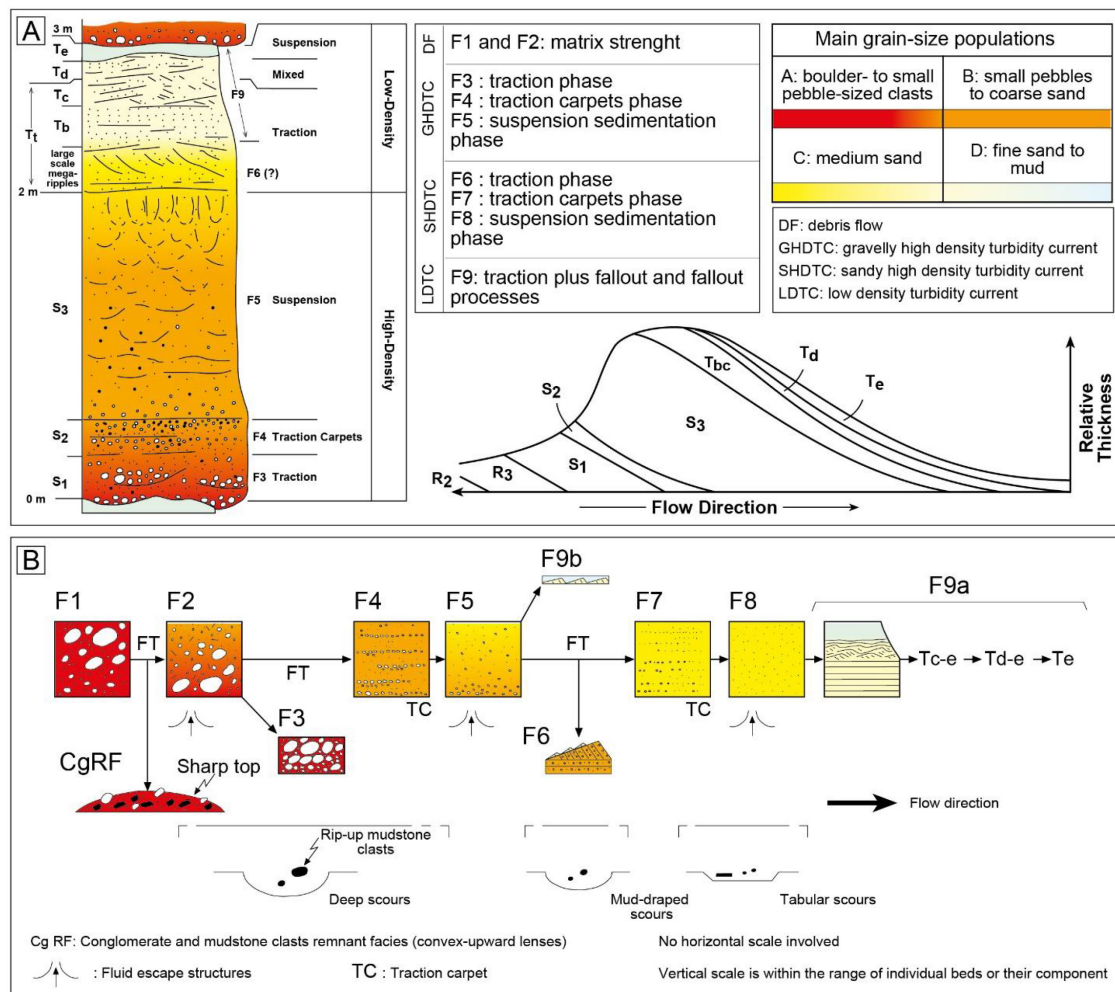 A
3 m
Te
Td
Tc
Tt
Tb
large
scale
mega-
ripples
2 m
S3
S2
S1
0 m
Suspension
Mixed
F9
Traction
F6 (?)
F5 Suspension
F4 Traction Carpets
F3 Traction
Low-Density
High-Density
DF
F1 and F2: matrix strenght
GHDTC
F3 : traction phase
F4 : traction carpets phase
F5 : suspension sedimentation
phase
SHDTC
F6 : traction phase
F7 : traction carpets phase
F8 : suspension sedimentation
phase
LDTC
F9: traction plus fallout and fallout
processes
Main grain-size populations
A: boulder- to small
pebble-sized clasts
B: small pebbles
to coarse sand
C: medium sand
D: fine sand to
mud
DF: debris flow
GHDTC: gravelly high density turbidity current
SHDTC: sandy high density turbidity current
LDTC: low density turbidity current
R2
R3
S1
S2
S3
Tbc
Td
Te
Relative
Thickness
Flow Direction
B
F1
FT
F2
FT
F3
F4
TC
F5
F9b
FT
F6
F7
TC
F8
F9a
Tc-e
Td-e
Te
CgRF
Sharp top
Flow direction
Rip-up mudstone
clasts
Deep scours
Mud-draped
scours
Tabular scours
Cg RF: Conglomerate and mudstone clasts remnant facies (convex-upward lenses)
No horizontal scale involved
: Fluid escape structures
TC : Traction carpet
Vertical scale is within the range of individual beds or their component